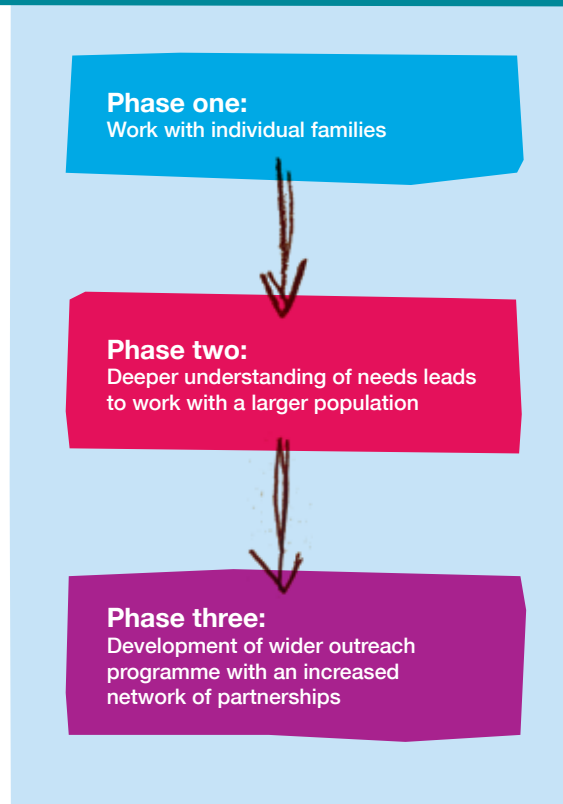 Phase one:
Work with individual families
Phase two:
Deeper understanding of needs leads
to work with a larger population
Phase three:
Development of wider outreach
programme with an increased
network of partnerships